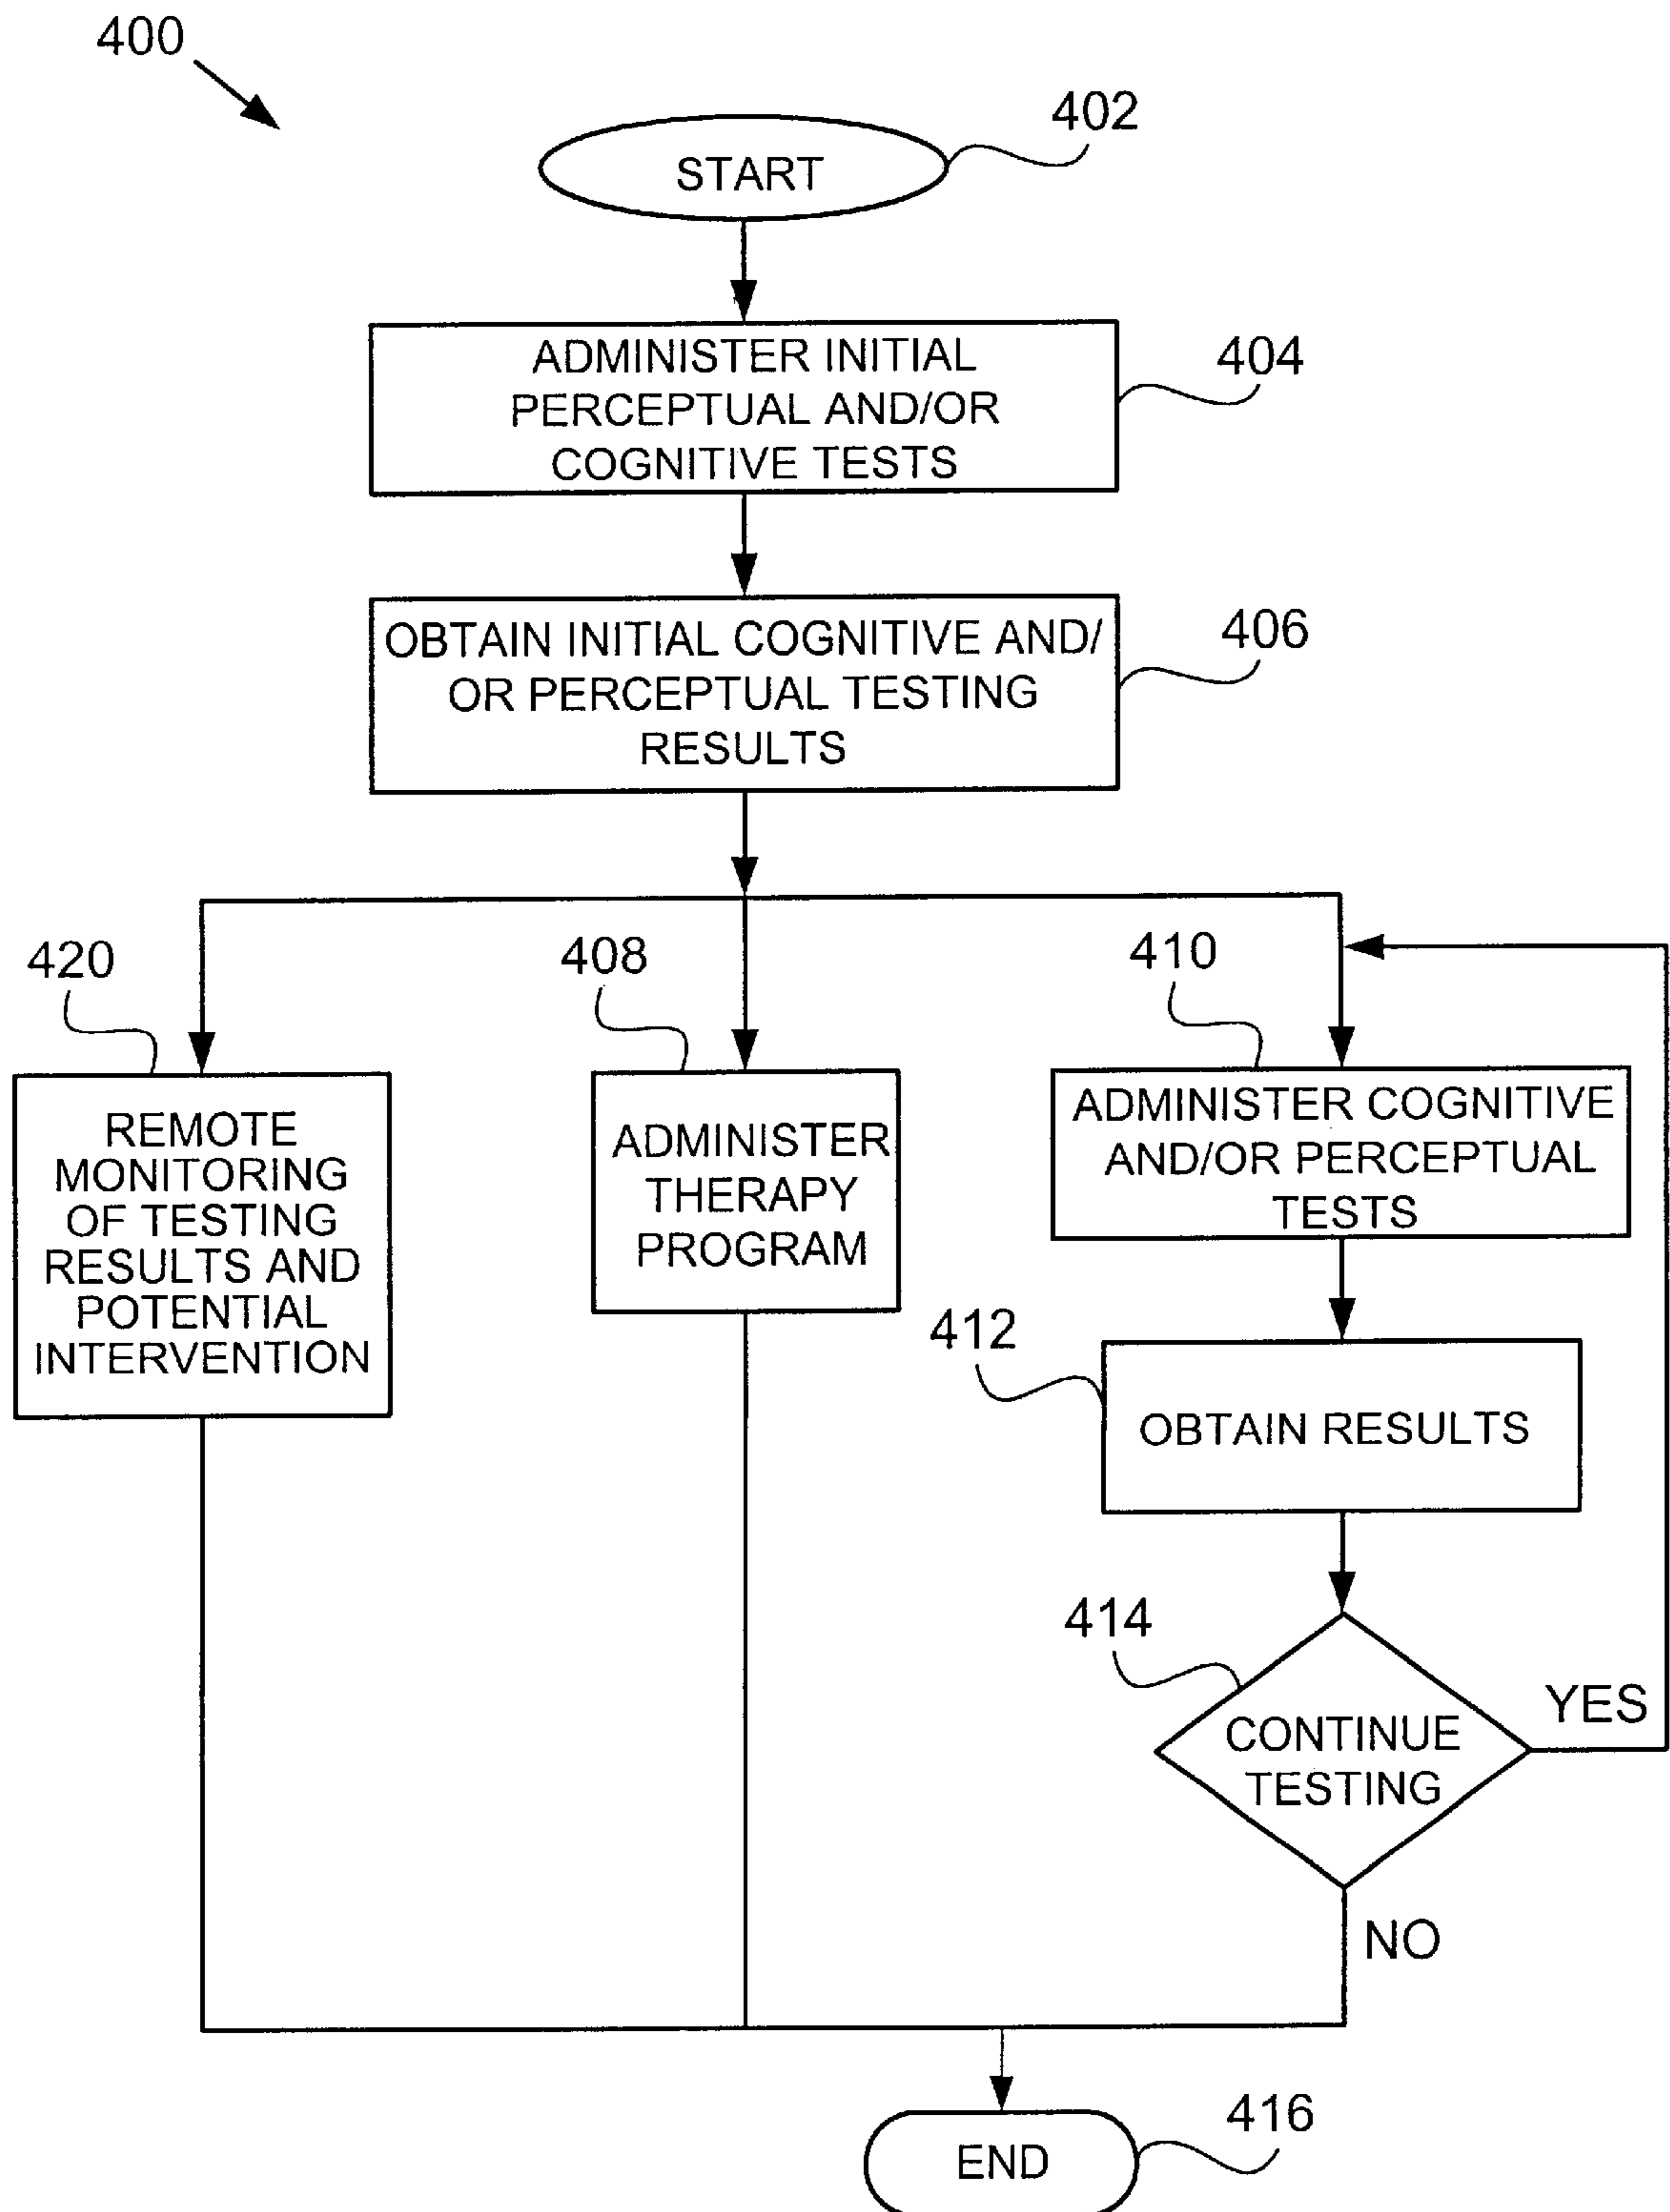 400
402
START
ADMINISTER INITIAL
PERCEPTUAL AND/OR
COGNITIVE TESTS
404
OBTAIN INITIAL COGNITIVE AND/
OR PERCEPTUAL TESTING
RESULTS
406
420
REMOTE
MONITORING
OF TESTING
RESULTS AND
POTENTIAL
INTERVENTION
408
ADMINISTER
THERAPY
PROGRAM
410
ADMINISTER COGNITIVE
AND/OR PERCEPTUAL
TESTS
412
OBTAIN RESULTS
414
CONTINUE
TESTING
YES
NO
END
416